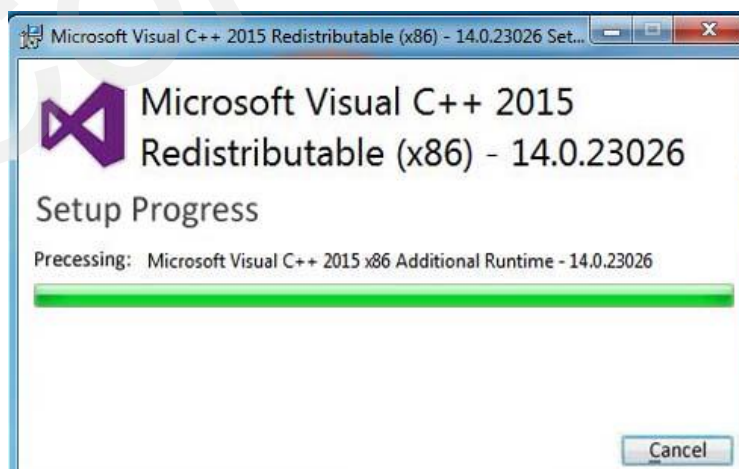 Microsoft Visual C++ 2015 Redistributable (x86) - 14.0.23026 Set...
Microsoft Visual C++ 2015
Redistributable (x86) - 14.0.23026
Setup Progress
Precessing: Microsoft Visual C++ 2015 x86 Additional Runtime - 14.0.23026
Cancel